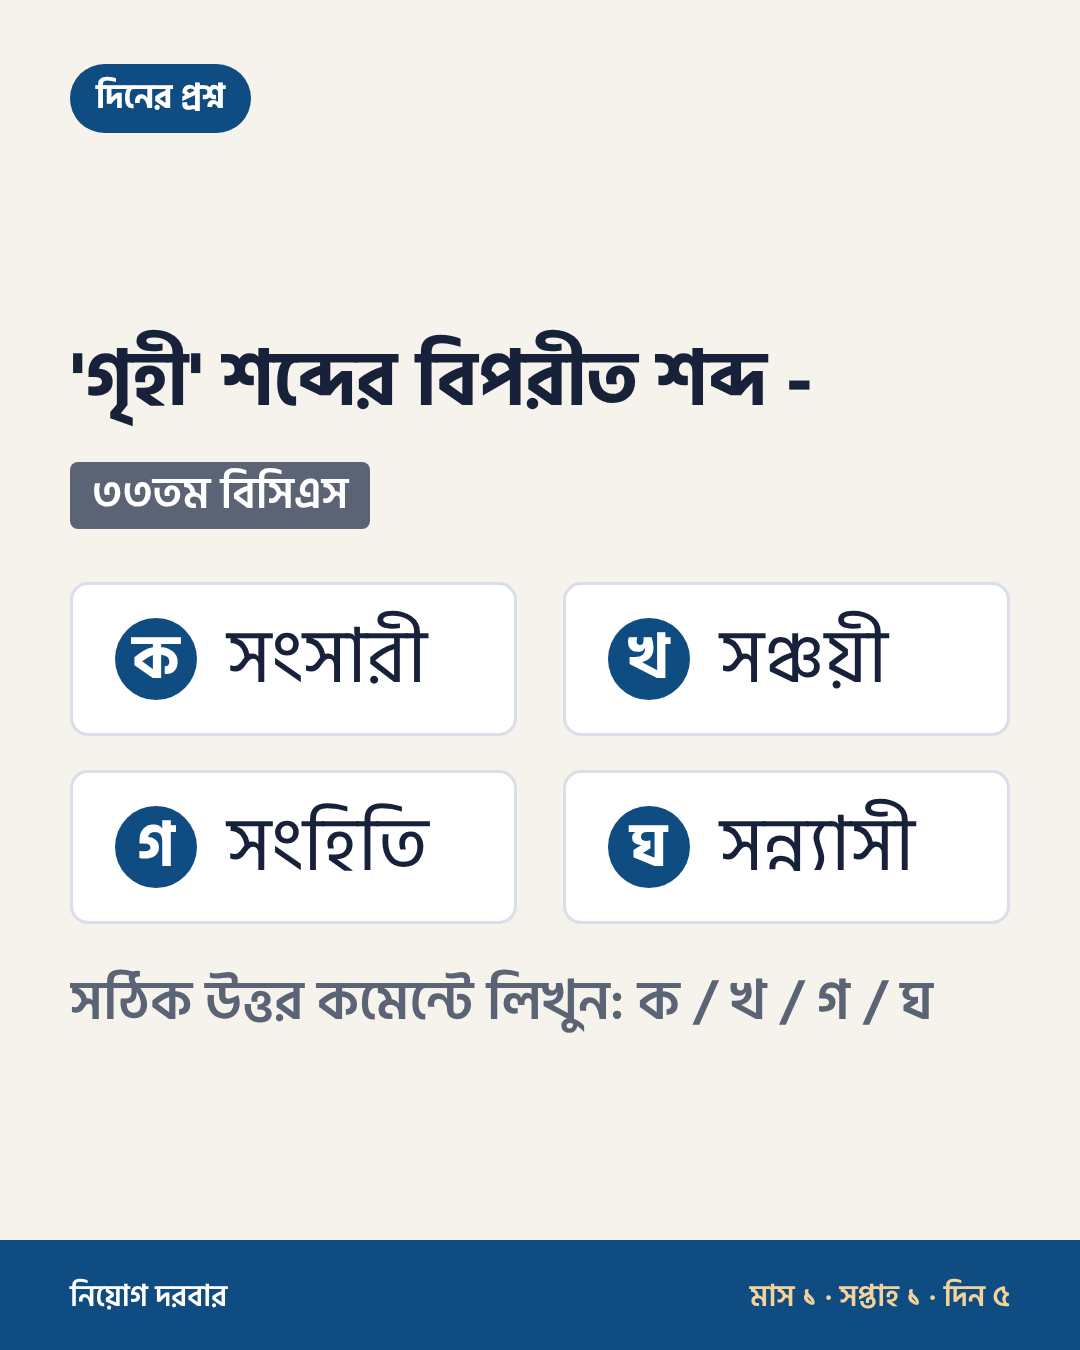 দিনের প্রশ্ন
'গৃহী' শব্দের বিপরীত শব্দ -
৩৩তম বিসিএস
ক সংসারী
খ সঞ্চয়ী
গ সংহিতি
ঘ সন্ন্যাসী
সঠিক উত্তর কমেন্টে লিখুন: ক / খ / গ / ঘ
নিয়োগ দরবার
মাস ১ · সপ্তাহ ১ · দিন ৫